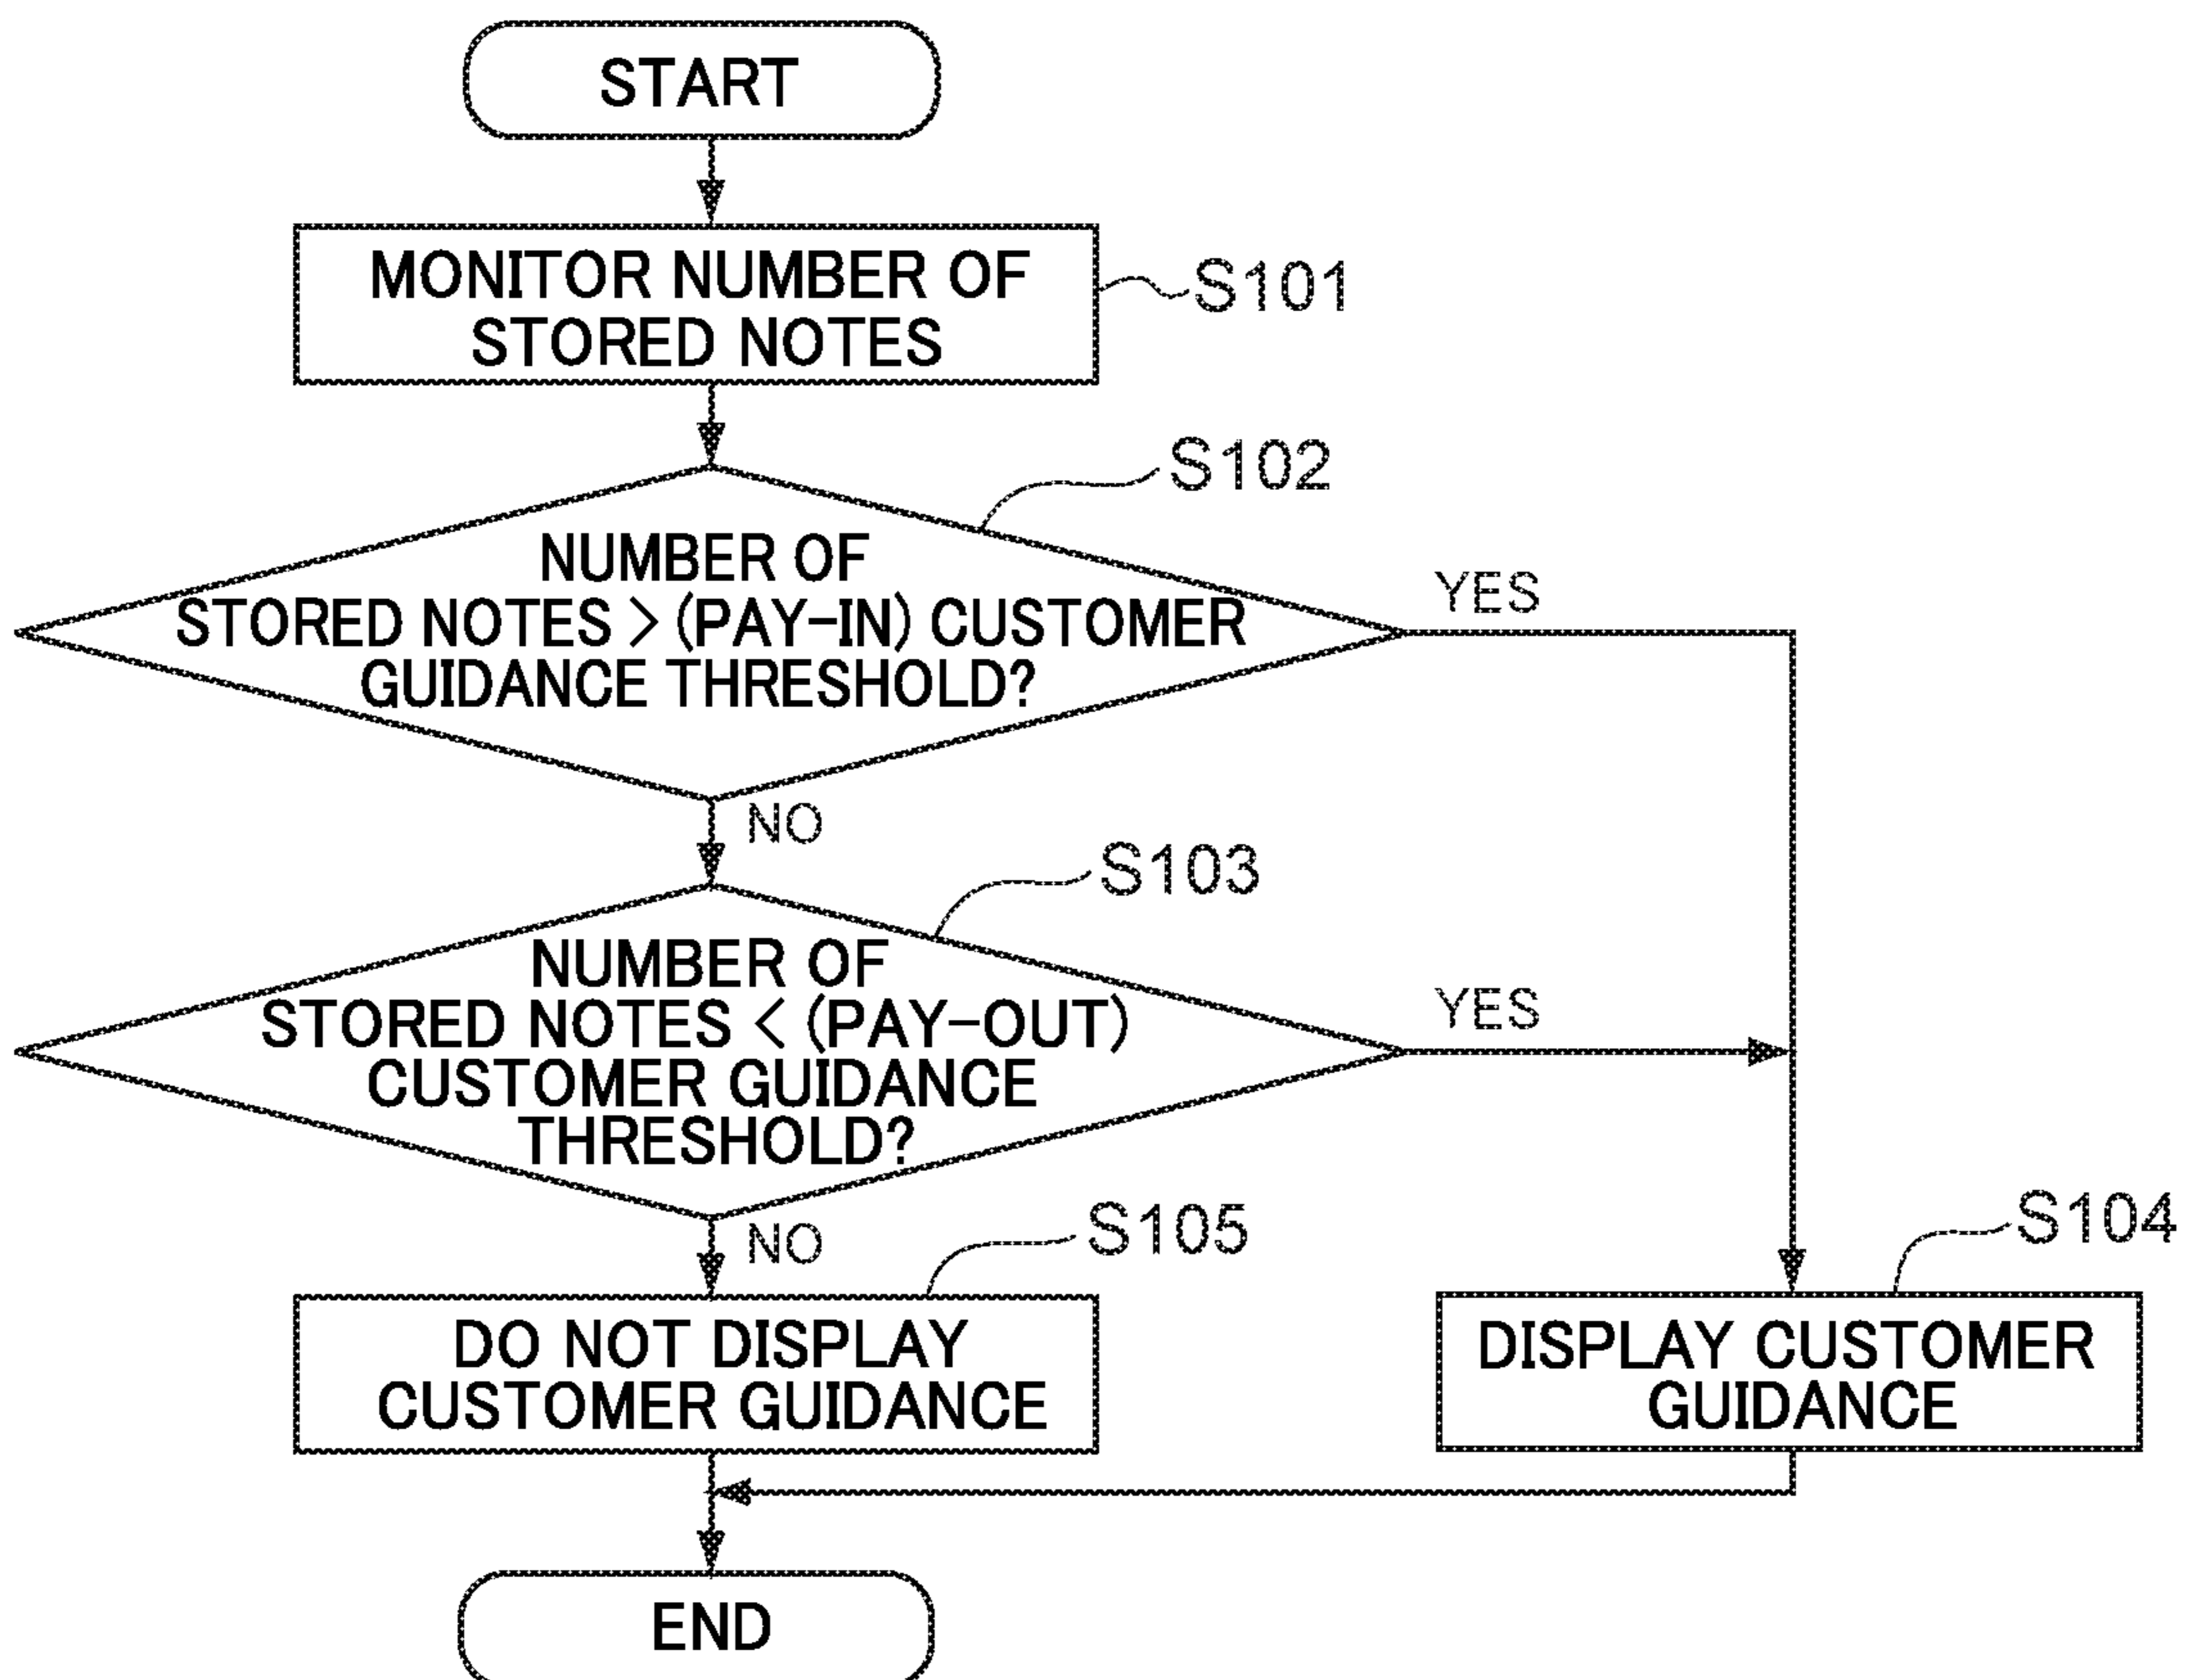 START
MONITOR NUMBER OF
STORED NOTES
S101
S102
NUMBER OF
STORED NOTES > (PAY-IN) CUSTOMER
GUIDANCE THRESHOLD?
YES
NO
S103
NUMBER OF
STORED NOTES < (PAY-OUT)
CUSTOMER GUIDANCE
THRESHOLD?
YES
NO
S105
S104
DO NOT DISPLAY
CUSTOMER GUIDANCE
DISPLAY CUSTOMER
GUIDANCE
END